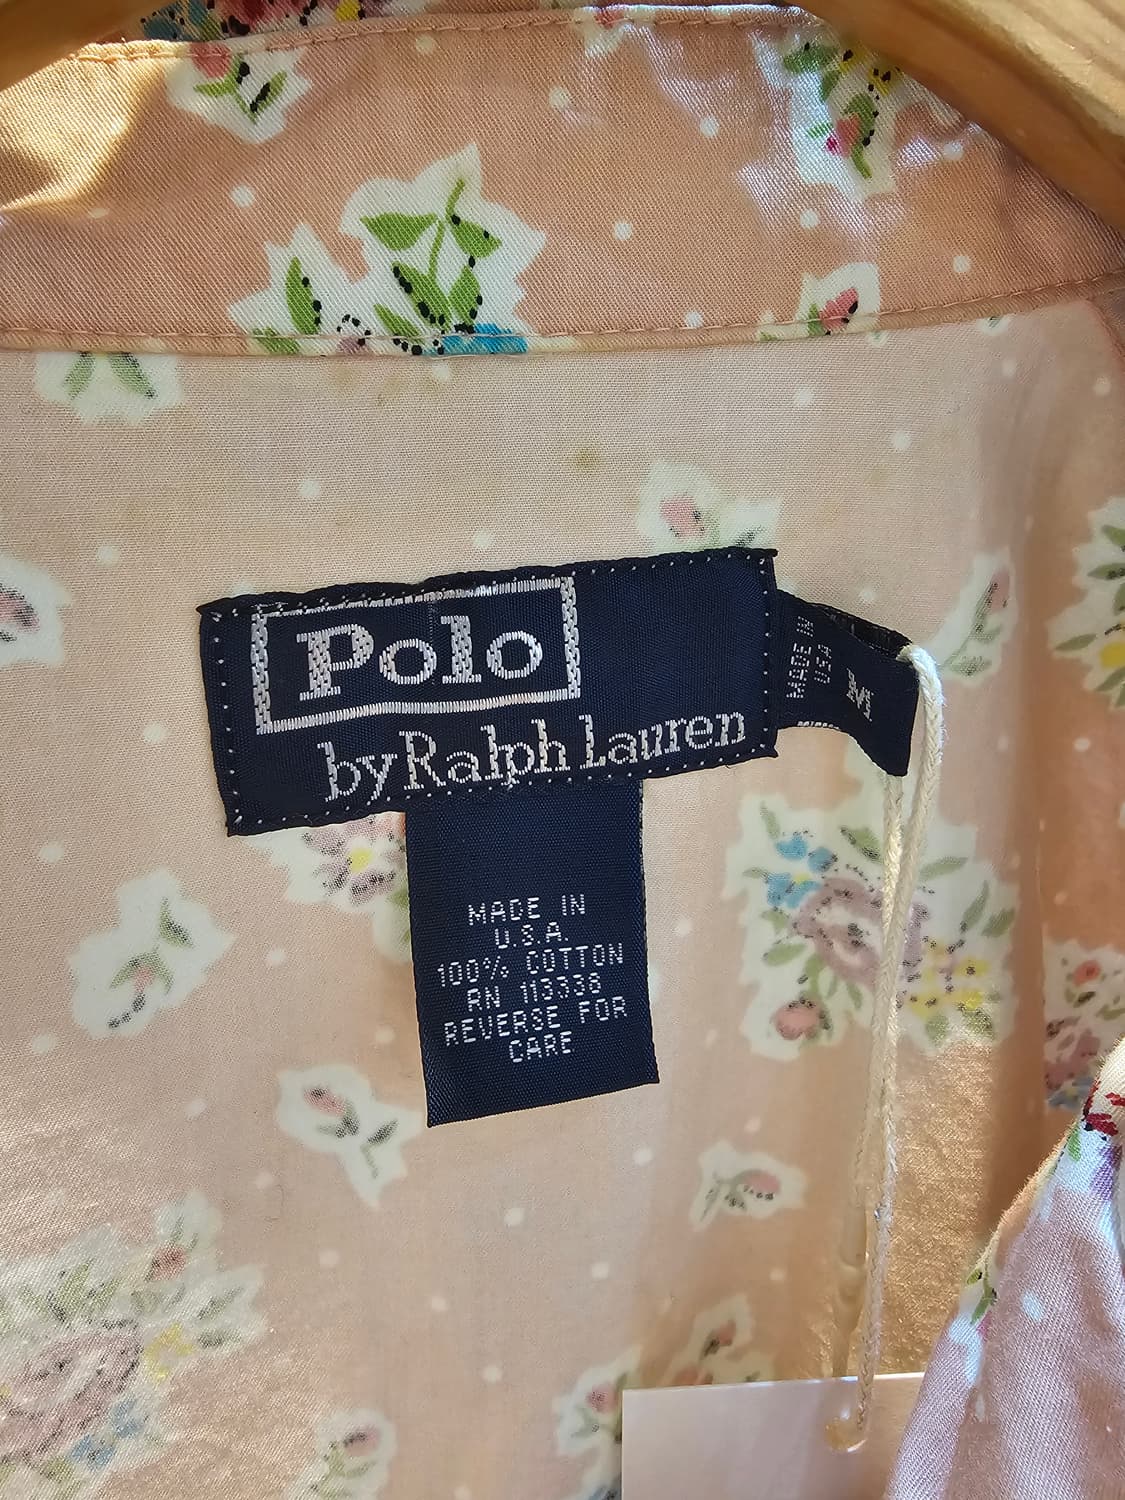 Polo
by Ralph Lauren
MADE IN
USA
M
MADE IN
U.S.A.
100% COTTON
RN 113338
REVERSE FOR
CARE